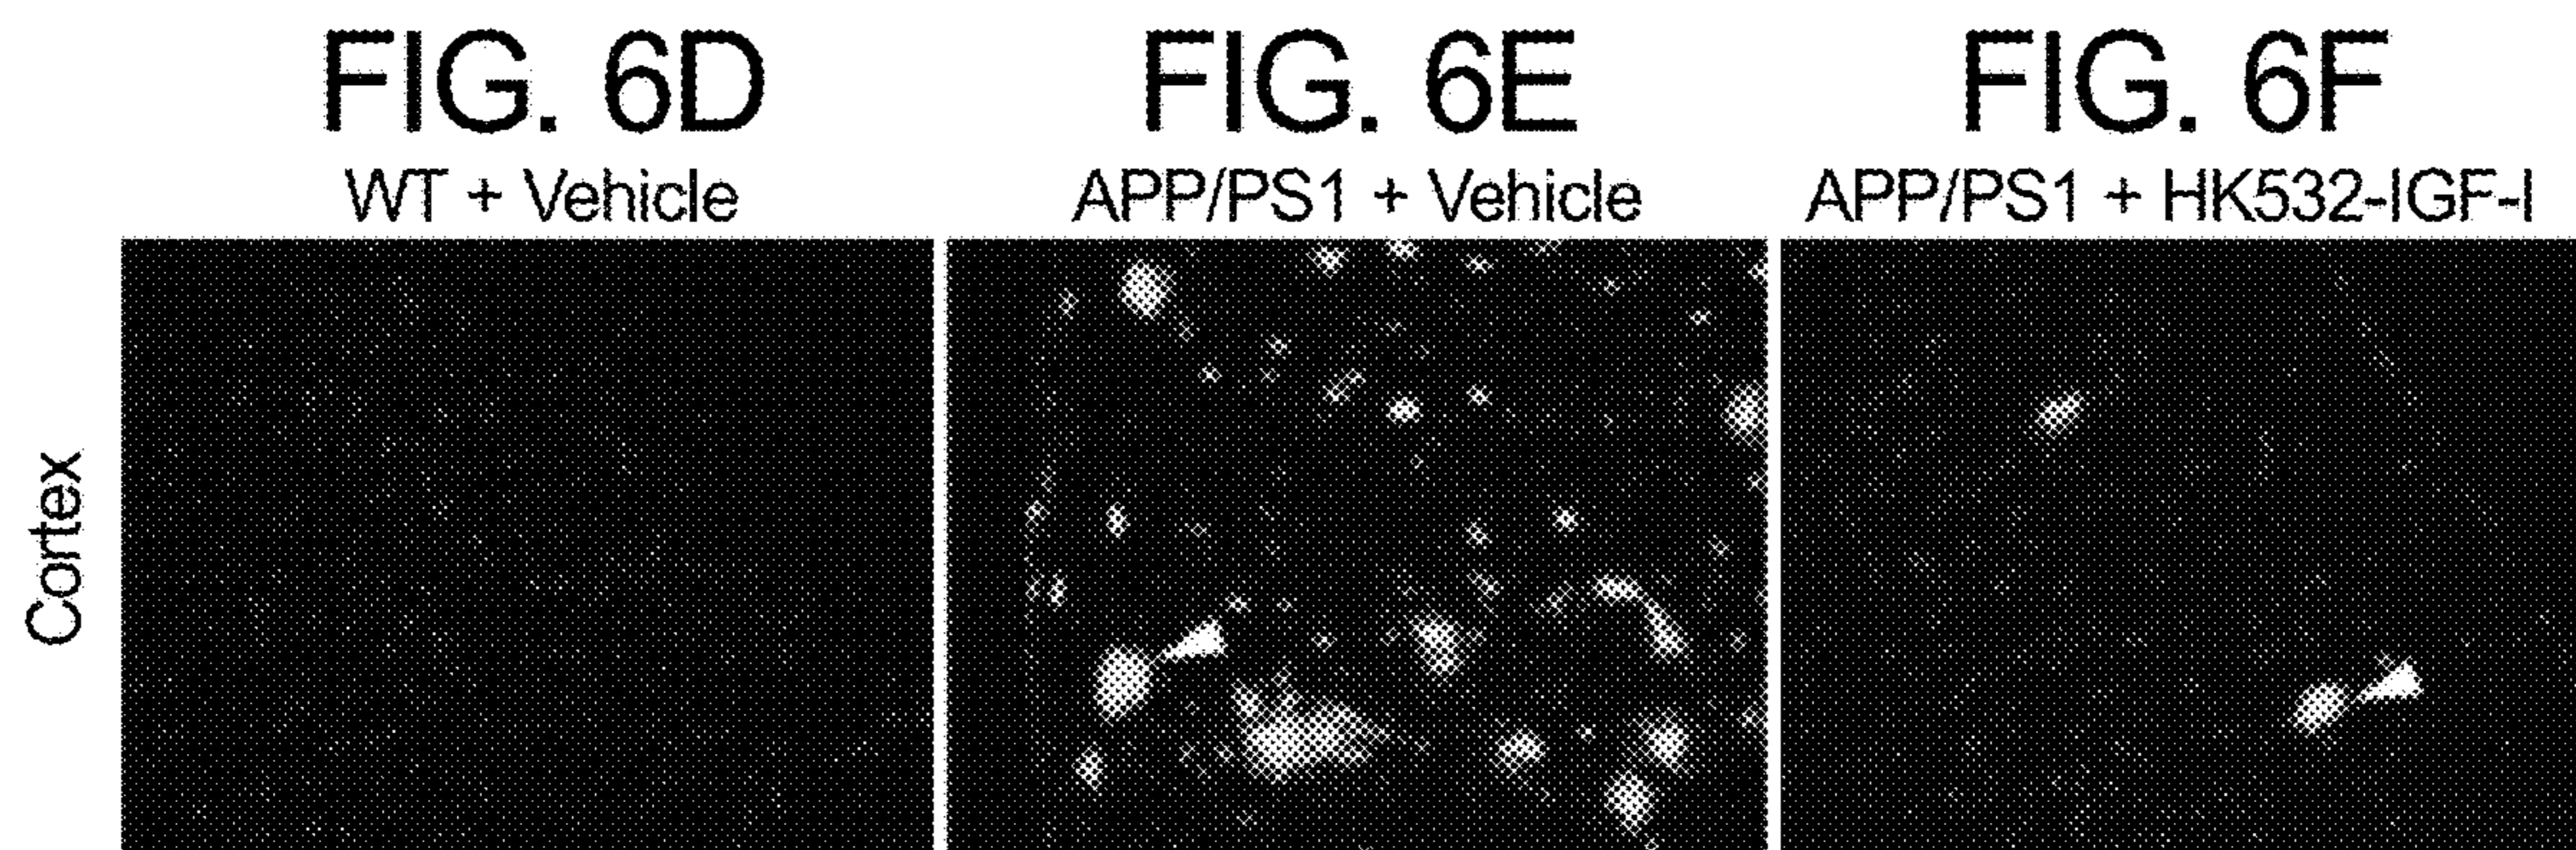 FIG. 6D
WT + Vehicle
FIG. 6E
APP/PS1 + Vehicle
FIG. 6F
APP/PS1 + HK532-IGF-I
Cortex